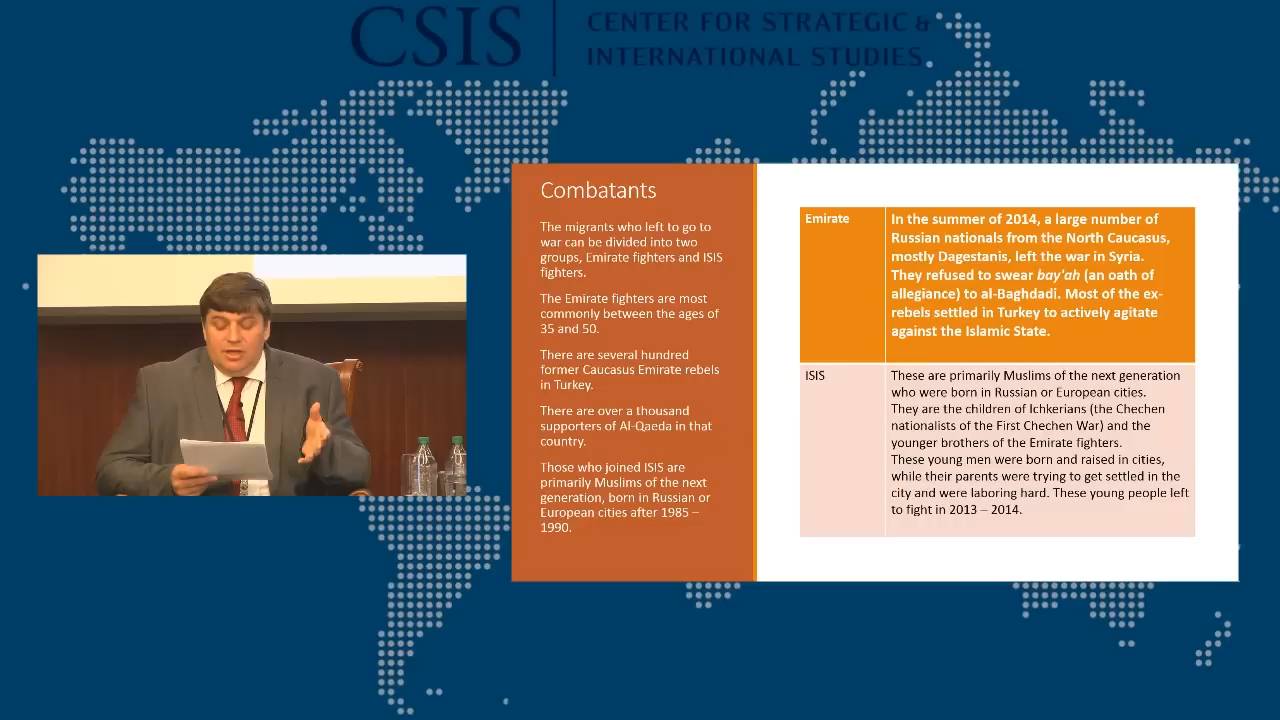 CSIS
CENTER FOR STRATEGIC &
INTERNATIONAL STUDIES
Combatants
The migrants who left to go to
war can be divided into two
groups, Emirate fighters and ISIS
fighters.
The Emirate fighters are most
commonly between the ages of
35 and 50.
There are several hundred
former Caucasus Emirate rebels
in Turkey.
There are over a thousand
supporters of Al-Qaeda in that
country.
Those who joined ISIS are
primarily Muslims of the next
generation, born in Russian or
European cities after 1985 –
1990.
Emirate
In the summer of 2014, a large number of
Russian nationals from the North Caucasus,
mostly Dagestanis, left the war in Syria.
They refused to swear bay'ah (an oath of
allegiance) to al-Baghdadi. Most of the ex-
rebels settled in Turkey to actively agitate
against the Islamic State.
ISIS
These are primarily Muslims of the next generation
who were born in Russian or European cities.
They are the children of Ichkerians (the Chechen
nationalists of the First Chechen War) and the
younger brothers of the Emirate fighters.
These young men were born and raised in cities,
while their parents were trying to get settled in the
city and were laboring hard. These young people left
to fight in 2013 – 2014.